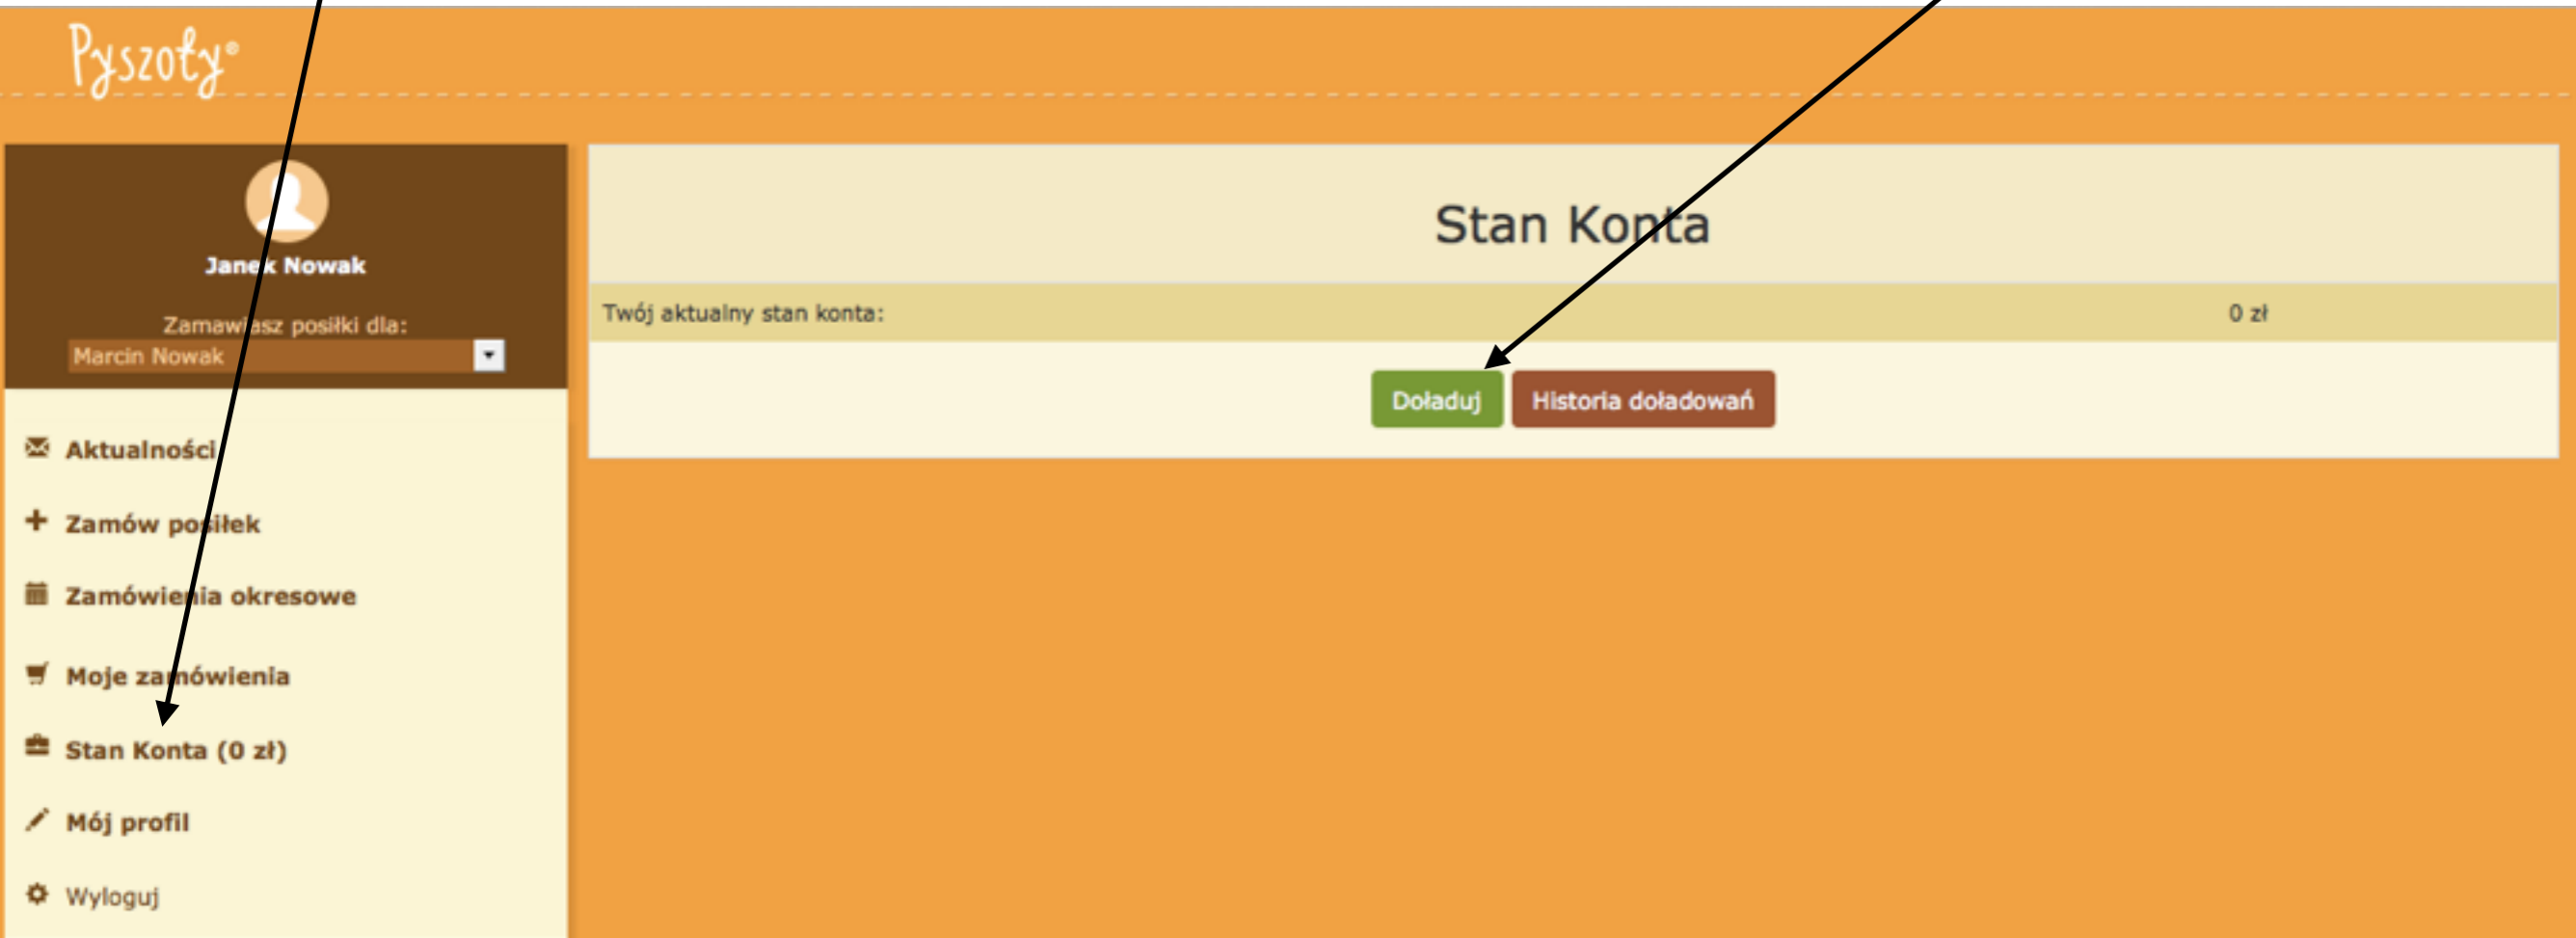 Pyszoły®
Janek Nowak
Zamawiasz posiłki dla:
Marcin Nowak
Aktualności
Zamów posiłek
Zamówienia okresowe
Moje zamówienia
Stan Konta (0 zł)
Mój profil
Wyloguj
Stan Konta
Twój aktualny stan konta: 0 zł
Doładuj Historia doładowań